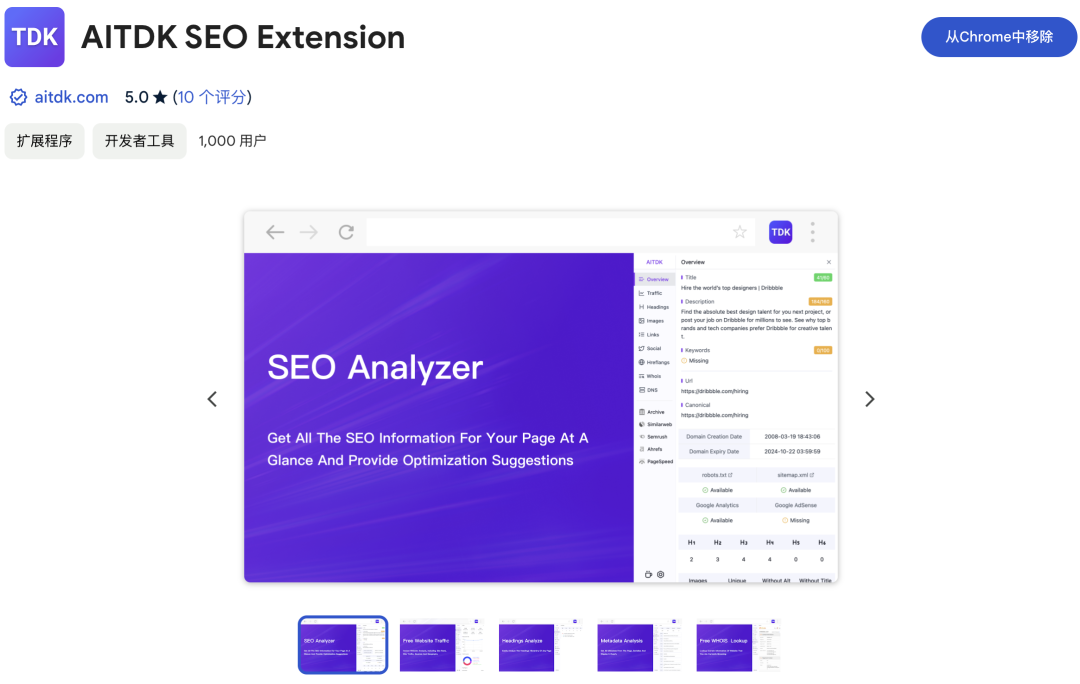 TDK
AITDK SEO Extension
从Chrome中移除
aitdk.com 5.0 ★ (10 个评分)
扩展程序 开发者工具 1,000 用户
TDK
SEO Analyzer
Get All The SEO Information For Your Page At A
Glance And Provide Optimization Suggestions
AITDK
Overview
Traffic
Headings
Images
Links
Social
Hreflangs
Whois
DNS
Archive
Similarweb
Semrush
Ahrefs
PageSpeed
Overview
Title
Hire the world's top designers | Dribbble
Description
Find the absolute best design talent for you next project, or
post your job on Dribbble for millions to see. See why top b
rands and tech companies prefer Dribbble for creative talen
t.
Keywords
Missing
Url
https://dribbble.com/hiring
Canonical
https://dribbble.com/hiring
Domain Creation Date 2008-03-19 18:43:06
Domain Expiry Date 2024-10-22 03:59:59
robots.txt sitemap.xml
Available Available
Google Analytics Google AdSense
Available Missing
H1 H2 H3 H4 H5 H6
2 3 4 4 0 0
Images Unique Without Alt Without Title
SEO Analyzer
Free Website Traffic
Headings Analyze
Metadata Analysis
Free WHOIS Lookup